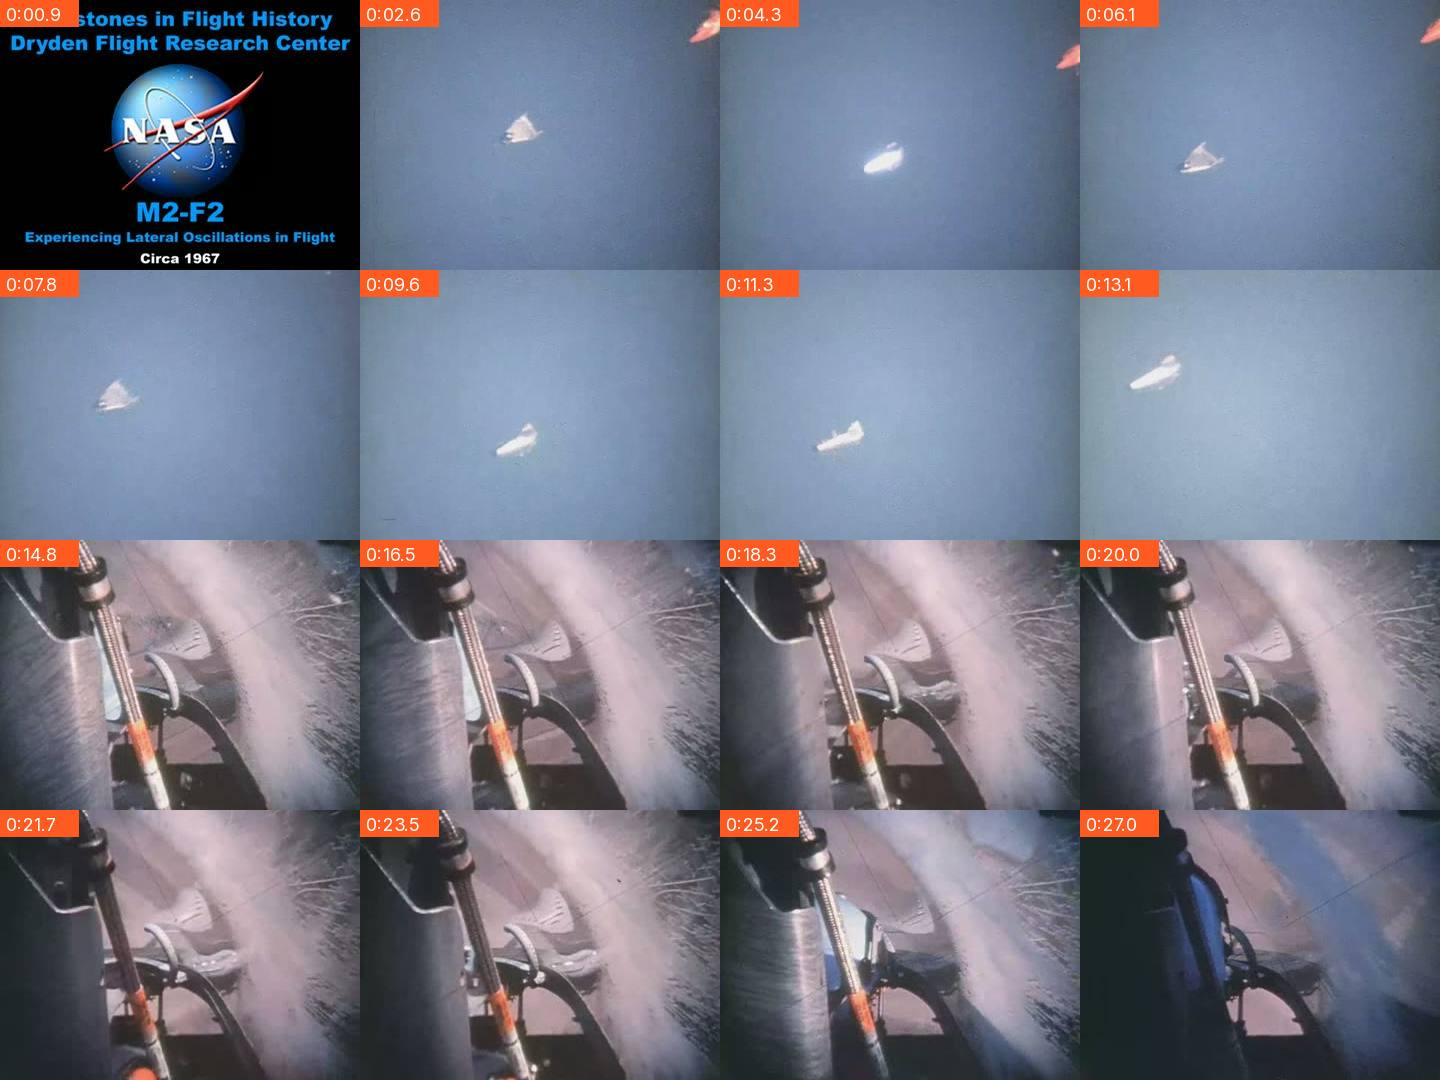 0:00.9
stones in Flight History
Dryden Flight Research Center
NASA
M2-F2
Experiencing Lateral Oscillations in Flight
Circa 1967
0:02.6
0:04.3
0:06.1
0:07.8
0:09.6
0:11.3
0:13.1
0:14.8
0:16.5
0:18.3
0:20.0
0:21.7
0:23.5
0:25.2
0:27.0